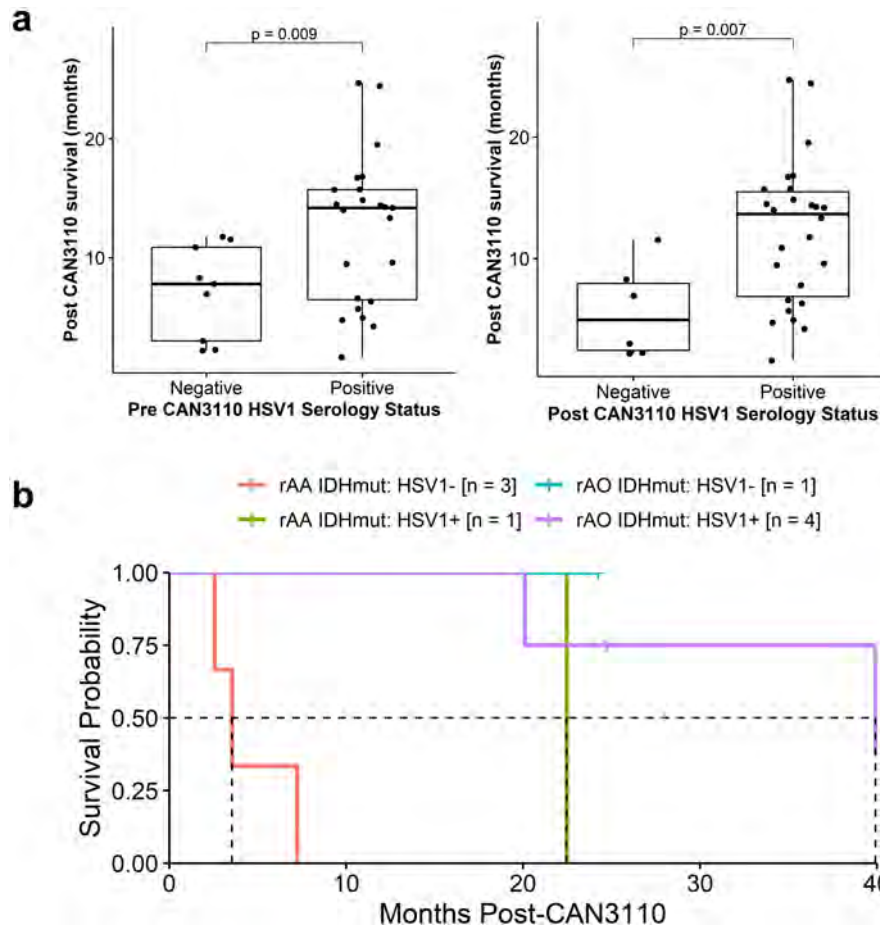 a
p = 0.009
Post CAN3110 survival (months)
20
10
Negative
Positive
Pre CAN3110 HSV1 Serology Status
p = 0.007
Post CAN3110 survival (months)
20
10
Negative
Positive
Post CAN3110 HSV1 Serology Status
b
rAA IDHmut: HSV1- [n = 3]
rAO IDHmut: HSV1- [n = 1]
rAA IDHmut: HSV1+ [n = 1]
rAO IDHmut: HSV1+ [n = 4]
Survival Probability
1.00
0.75
0.50
0.25
0.00
0
10
20
30
40
Months Post-CAN3110